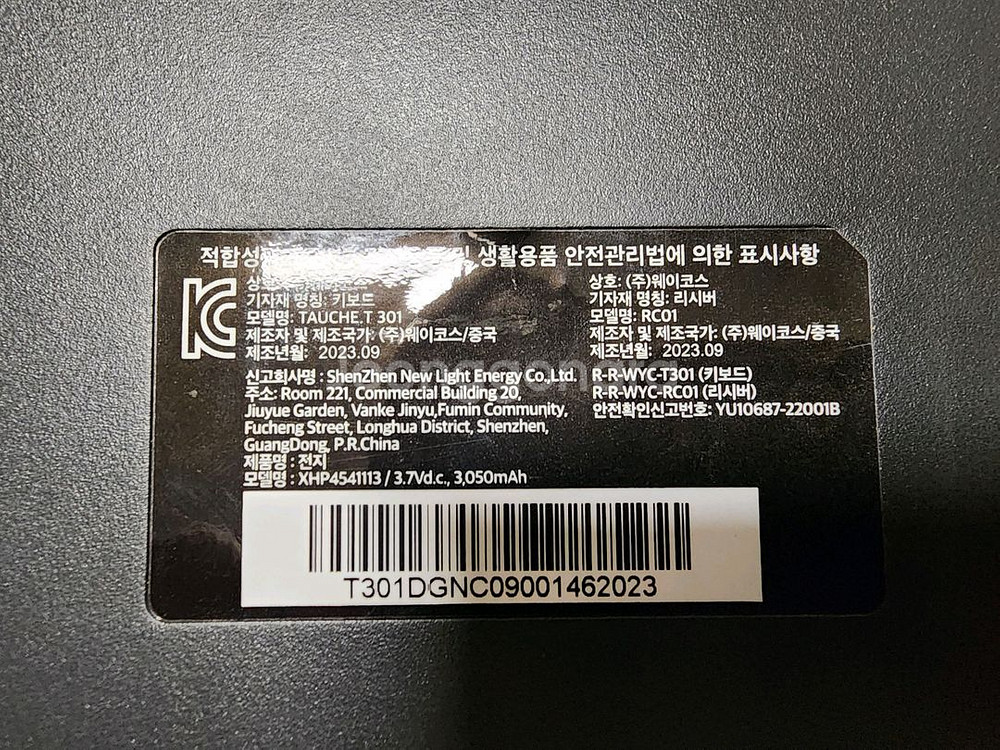 적합성 생활용품 안전관리법에 의한 표시사항
기자재 명칭: 키보드
모델명: TAUCHE.T 301
제조자 및 제조국가: (주)웨이코스/중국
제조년월: 2023.09
상호: (주)웨이코스
기자재 명칭: 리시버
모델명: RC01
제조자 및 제조국가: (주)웨이코스/중국
제조년월: 2023.09
신고회사명 : ShenZhen New Light Energy Co.,Ltd.
주소: Room 221, Commercial Building 20,
Jiuyue Garden, Vanke Jinyu,Fumin Community,
Fucheng Street, Longhua District, Shenzhen,
GuangDong, P.R.China
제품명 : 전지
모델명 : XHP4541113 / 3.7Vd.c., 3,050mAh
R-R-WYC-T301 (키보드)
R-R-WYC-RC01 (리시버)
안전확인신고번호: YU10687-22001B
T301DGNC09001462023